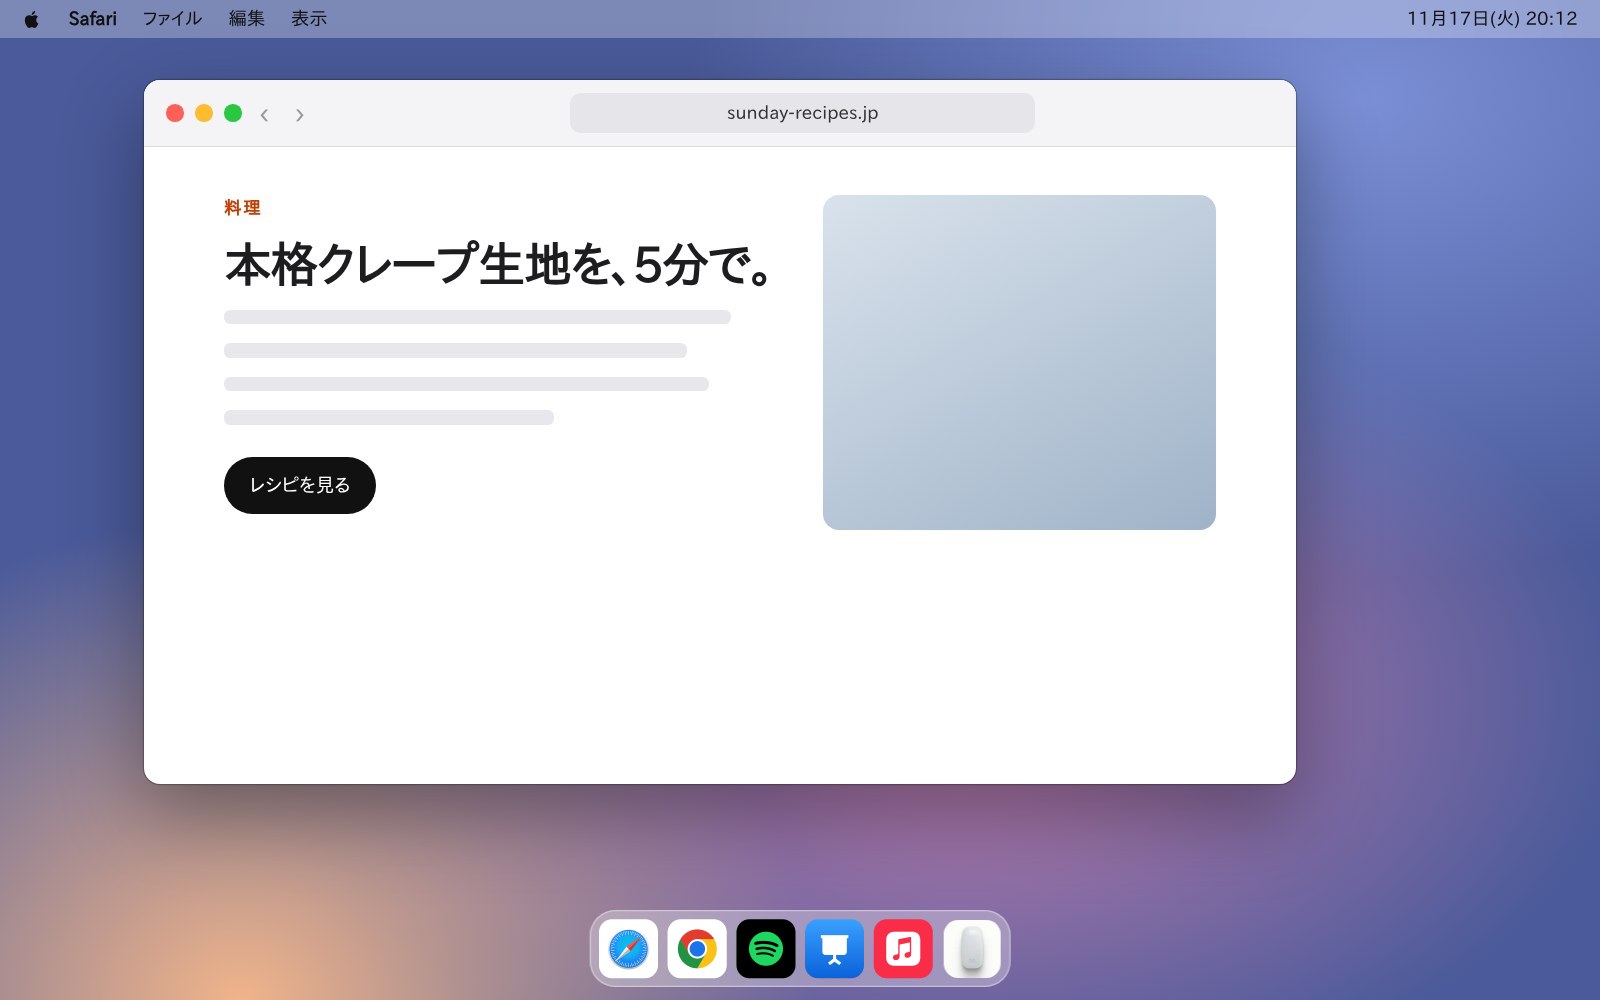 Safari ファイル 編集 表示 11月17日(火) 20:12
sunday-recipes.jp
料理
本格クレープ生地を、5分で。
レシピを見る